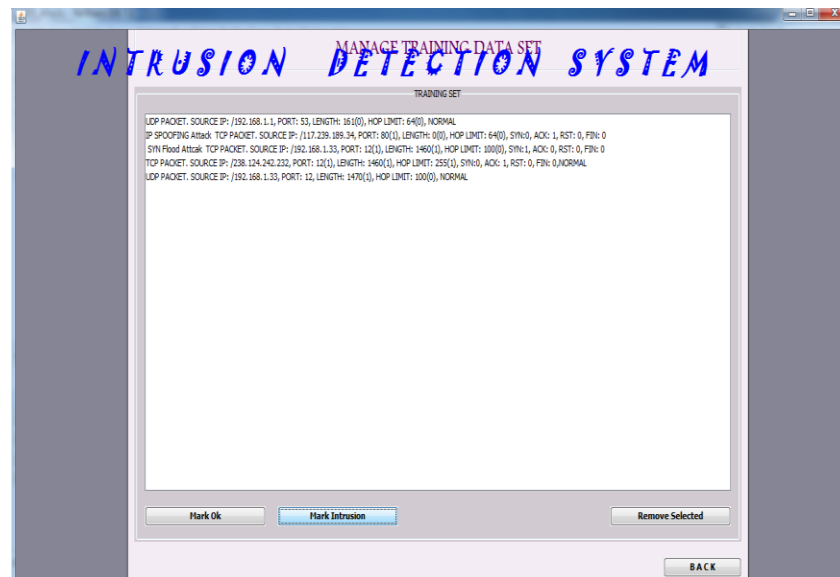 MANAGE TRAINING DATA SET
INTRUSION DETECTION SYSTEM
TRAINING SET
UDP PACKET. SOURCE IP: /192.168.1.1, PORT: 53, LENGTH: 161(0), HOP LIMIT: 64(0), NORMAL
IP SPOOFING Attack TCP PACKET. SOURCE IP: /117.239.189.34, PORT: 80(1), LENGTH: 0(0), HOP LIMIT: 64(0), SYN:0, ACK: 1, RST: 0, FIN: 0
SYN Flood Attcak TCP PACKET. SOURCE IP: /192.168.1.33, PORT: 12(1), LENGTH: 1460(1), HOP LIMIT: 100(0), SYN:1, ACK: 0, RST: 0, FIN: 0
TCP PACKET. SOURCE IP: /238.124.242.232, PORT: 12(1), LENGTH: 1460(1), HOP LIMIT: 255(1), SYN:0, ACK: 1, RST: 0, FIN: 0,NORMAL
UDP PACKET. SOURCE IP: /192.168.1.33, PORT: 12, LENGTH: 1470(1), HOP LIMIT: 100(0), NORMAL
Mark Ok Mark Intrusion Remove Selected
BACK